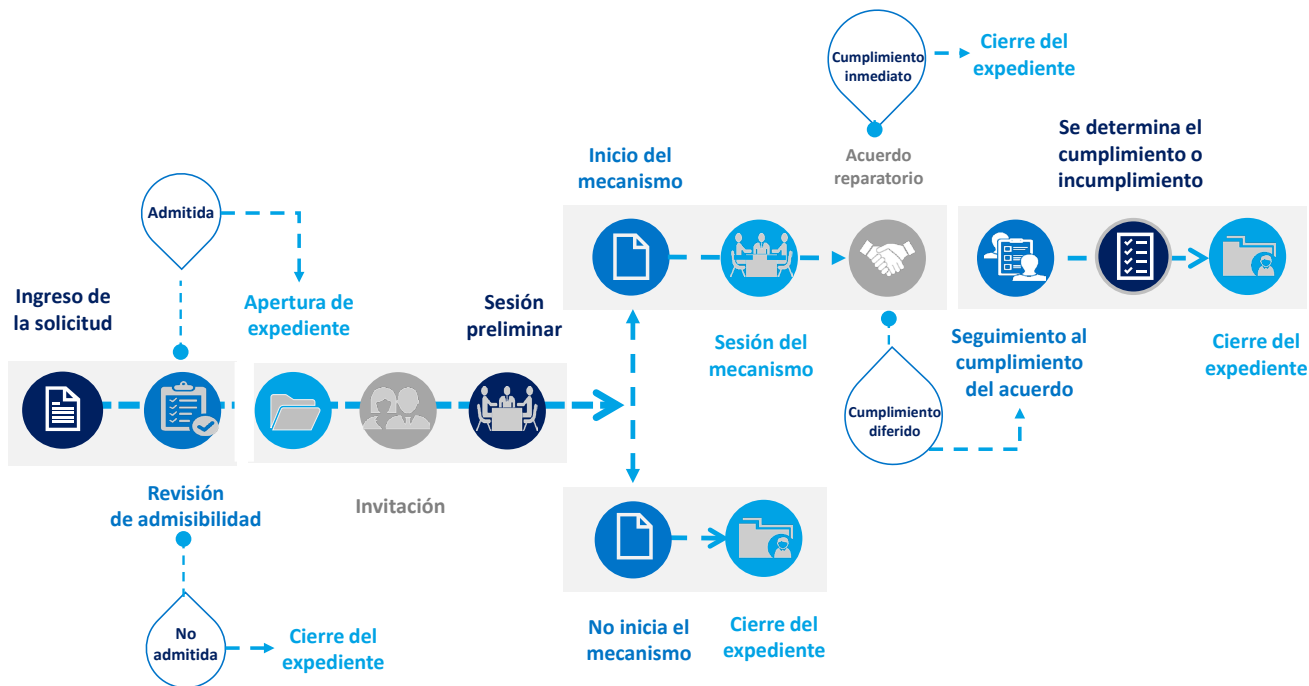 Ingreso de
la solicitud
Admitida
Apertura de
expediente
Revisión
de admisibilidad
No
admitida
Cierre del
expediente
Invitación
Sesión
preliminar
Inicio del
mecanismo
Sesión del
mecanismo
Acuerdo
reparatorio
Cumplimiento
inmediato
Cierre del
expediente
Cumplimiento
diferido
Seguimiento al
cumplimiento
del acuerdo
Se determina el
cumplimiento o
incumplimiento
Cierre del
expediente
No inicia el
mecanismo
Cierre del
expediente